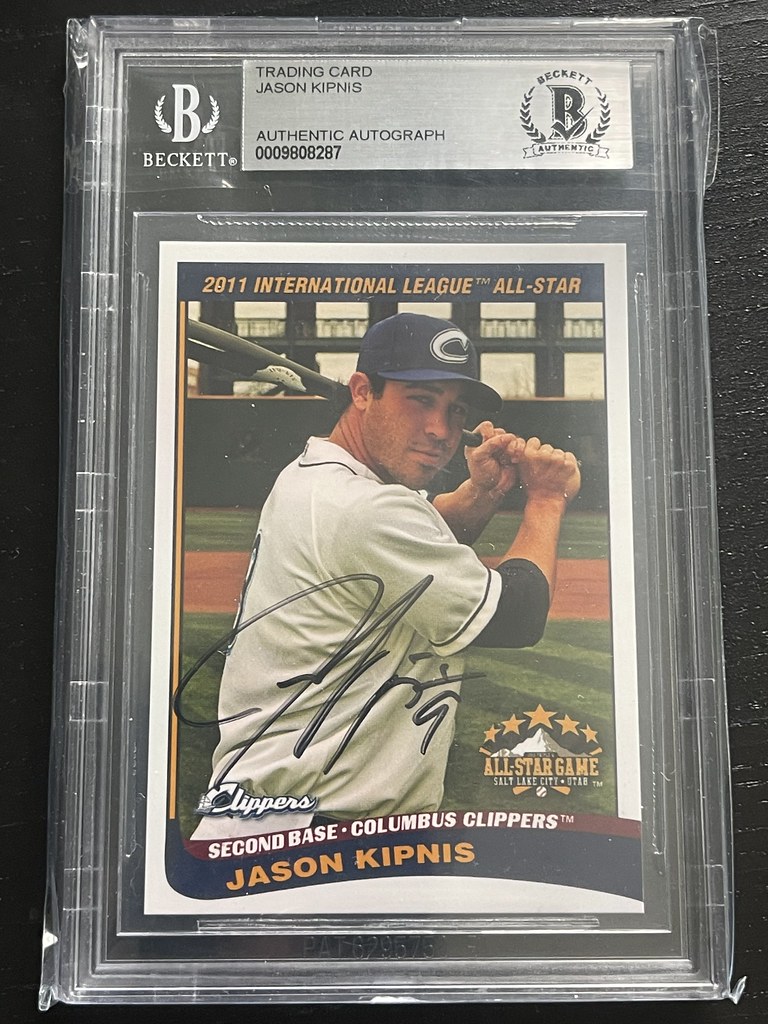 TRADING CARD
JASON KIPNIS
AUTHENTIC AUTOGRAPH
0009808287
B
BECKETT®
BECKETT
B
AUTHENTIC
2011 INTERNATIONAL LEAGUE™ ALL-STAR
C
ALL-STAR GAME
SALT LAKE CITY • UTAH ™
Clippers
SECOND BASE · COLUMBUS CLIPPERS™
JASON KIPNIS